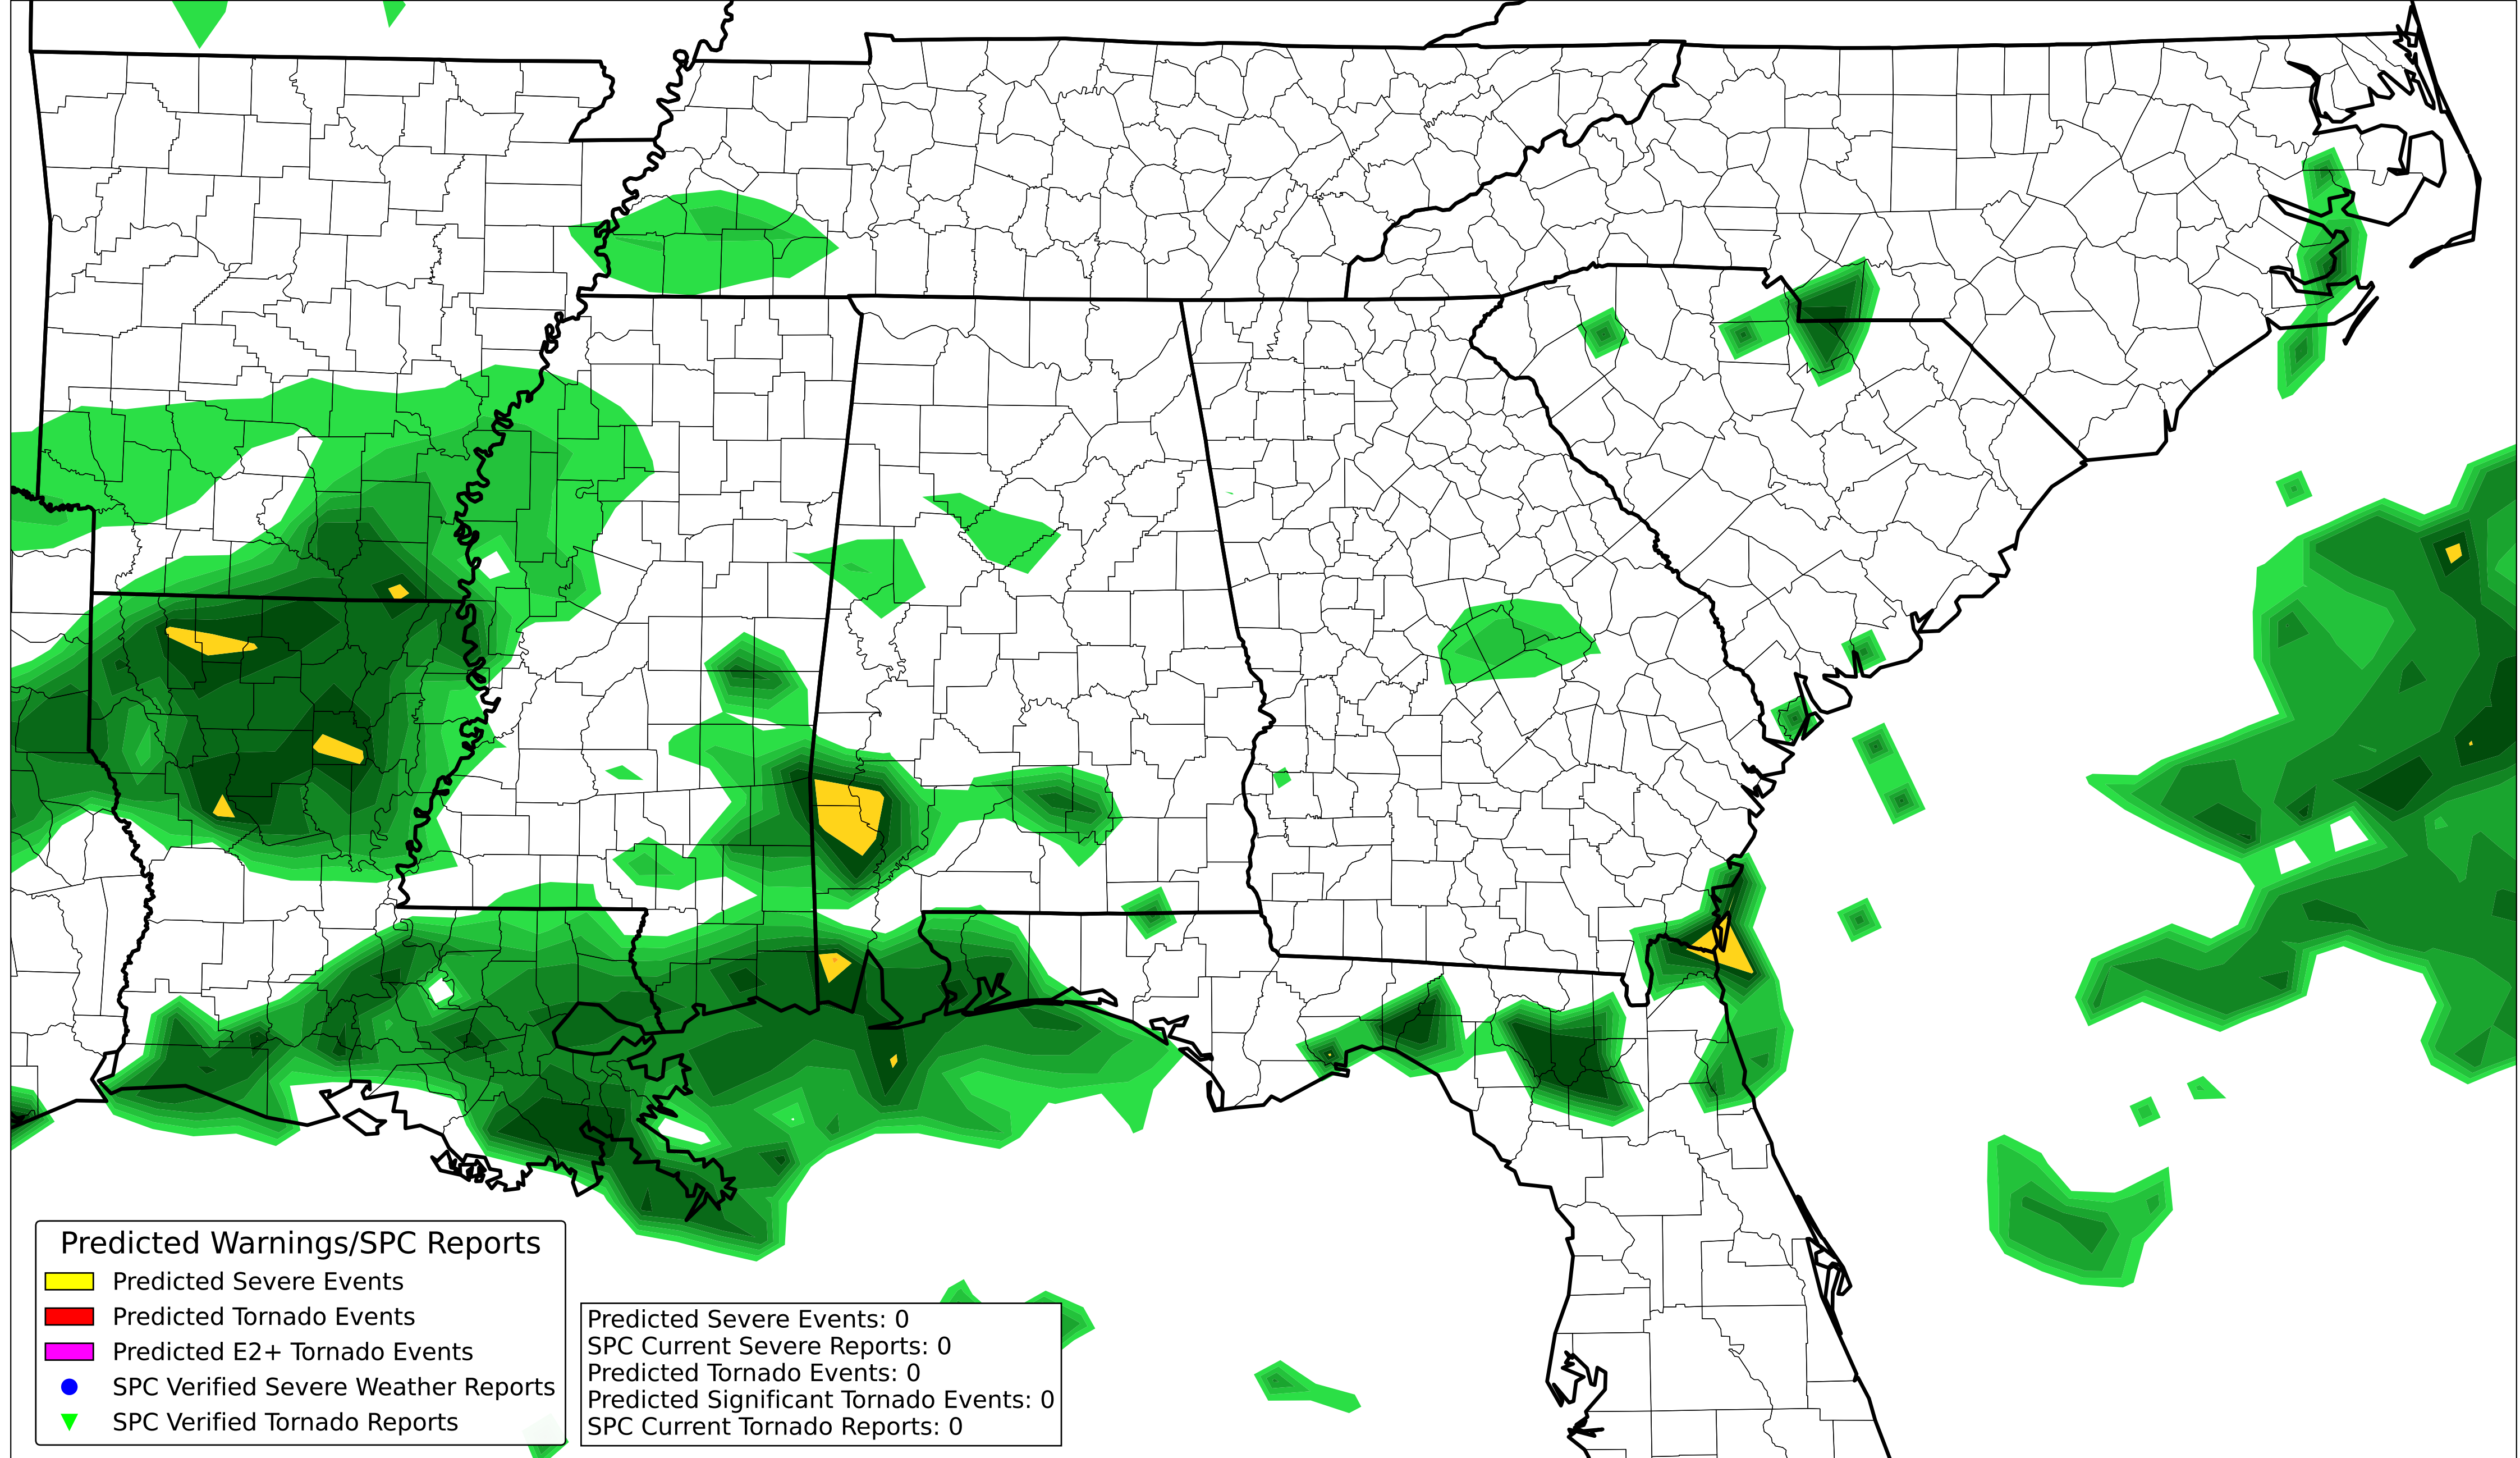 Predicted Warnings/SPC Reports
Predicted Severe Events
Predicted Tornado Events
Predicted E2+ Tornado Events
SPC Verified Severe Weather Reports
SPC Verified Tornado Reports
Predicted Severe Events: 0
SPC Current Severe Reports: 0
Predicted Tornado Events: 0
Predicted Significant Tornado Events: 0
SPC Current Tornado Reports: 0